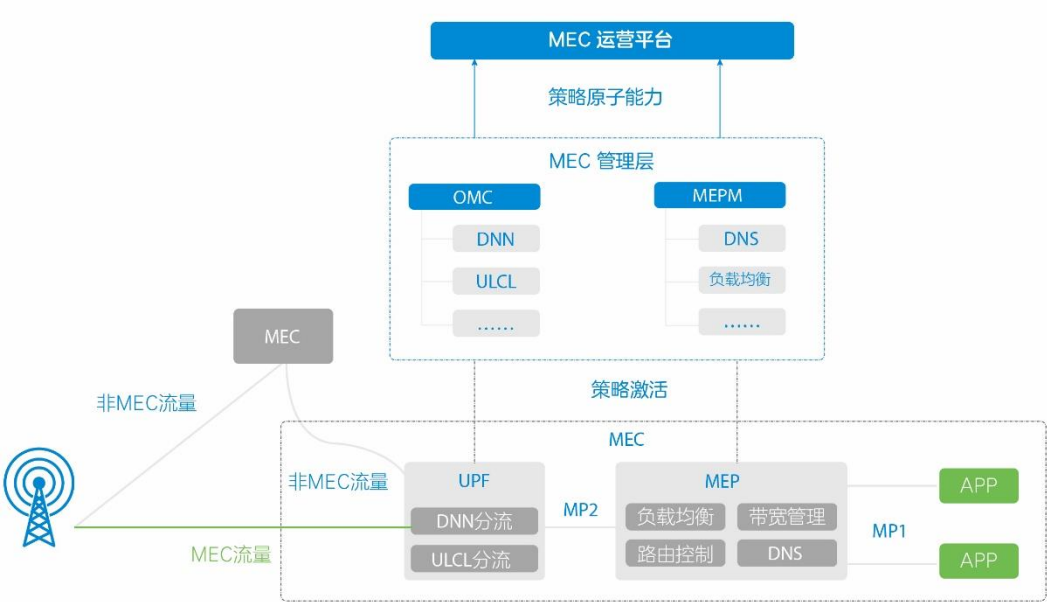 MEC 运营平台
策略原子能力
MEC 管理层
OMC
MEPM
DNN
DNS
ULCL
负载均衡
......
......
MEC
策略激活
非MEC流量
MEC
非MEC流量
UPF
MEP
APP
DNN分流
MP2
负载均衡
带宽管理
MP1
MEC流量
ULCL分流
路由控制
DNS
APP